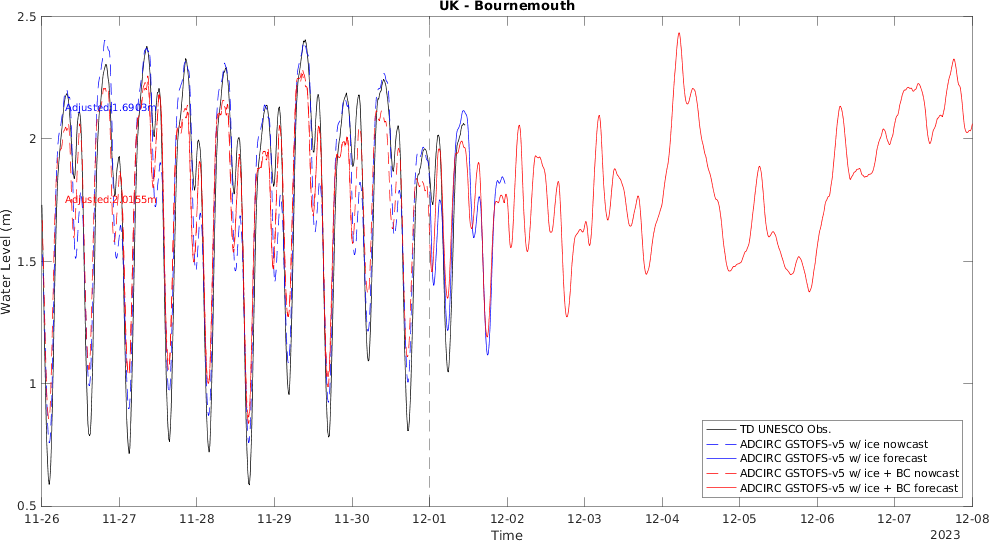 UK - Bournemouth
2.5
2
1.5
1
0.5
Water Level (m)
Adjusted:1.6903m
Adjusted:2.0155m
TD UNESCO Obs.
ADCIRC GSTOFS-v5 w/ ice nowcast
ADCIRC GSTOFS-v5 w/ ice forecast
ADCIRC GSTOFS-v5 w/ ice + BC nowcast
ADCIRC GSTOFS-v5 w/ ice + BC forecast
11-26 11-27 11-28 11-29 11-30 12-01 12-02 12-03 12-04 12-05 12-06 12-07 12-08
Time
2023